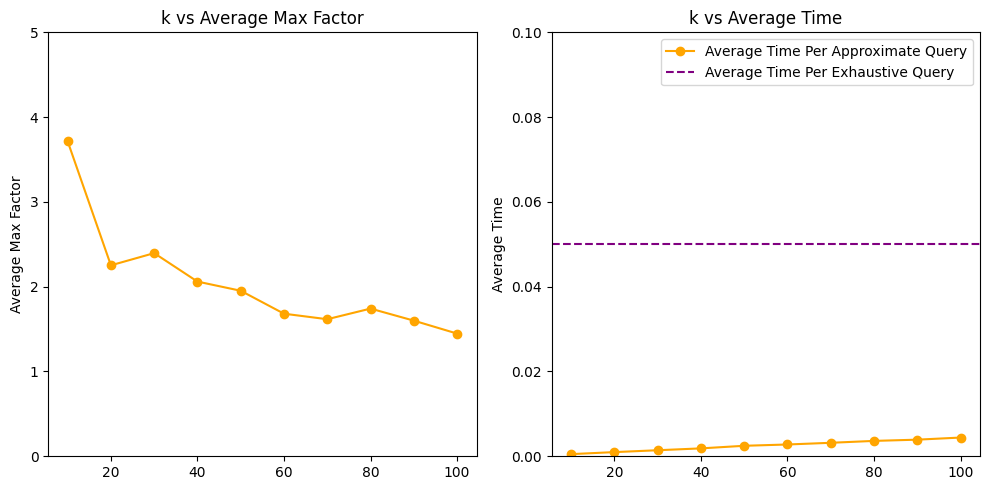 k vs Average Max Factor
Average Max Factor
5
4
3
2
1
0
20 40 60 80 100
k vs Average Time
Average Time
0.10
0.08
0.06
0.04
0.02
0.00
20 40 60 80 100
Average Time Per Approximate Query
Average Time Per Exhaustive Query